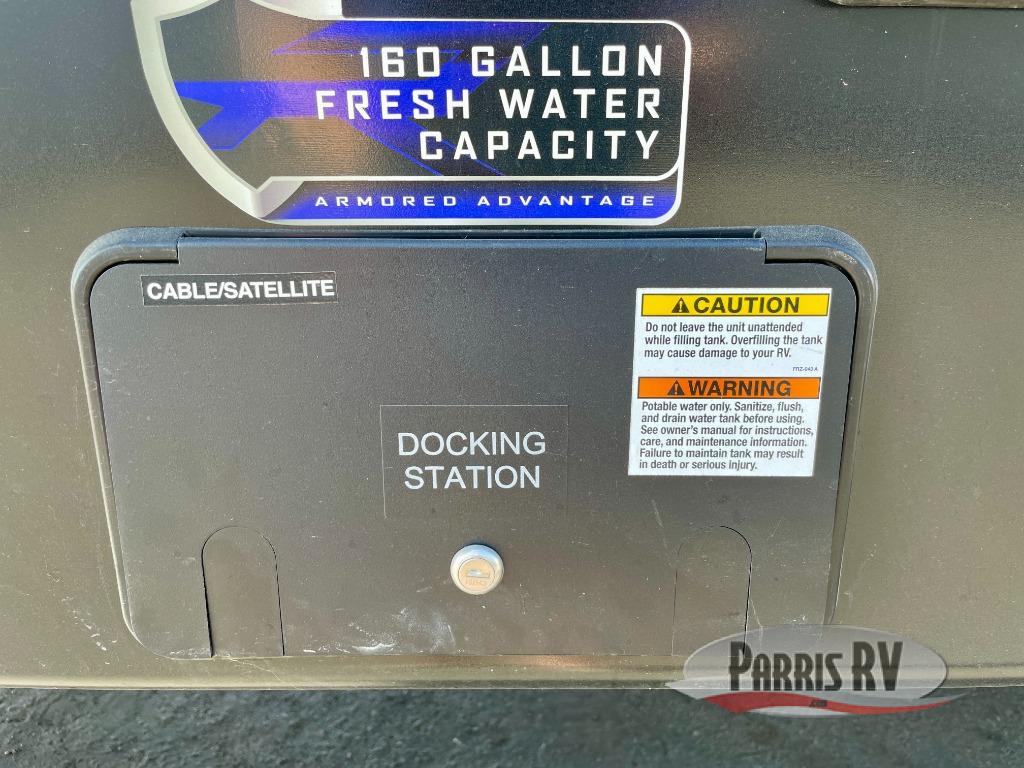 160 GALLON
FRESH WATER
CAPACITY
ARMORED ADVANTAGE
CABLE/SATELLITE
CAUTION
Do not leave the unit unattended
while filling tank. Overfilling the tank
may cause damage to your RV.
FRZ-043 A
WARNING
Potable water only. Sanitize, flush,
and drain water tank before using.
See owner's manual for instructions,
care, and maintenance information.
Failure to maintain tank may result
in death or serious injury.
DOCKING
STATION
PARRIS RV
.com